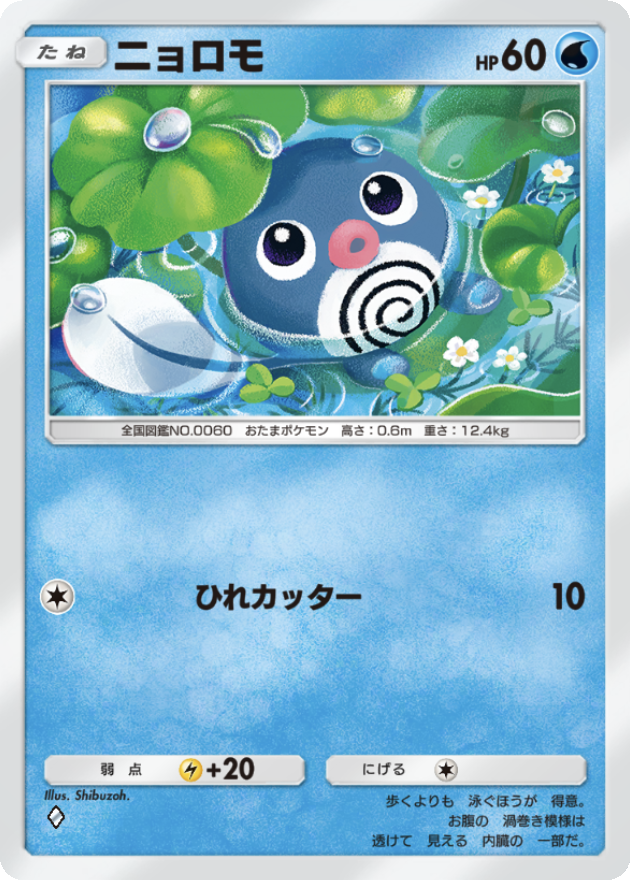 たね ニョロモ HP60
全国図鑑NO.0060 おたまポケモン 高さ:0.6m 重さ:12.4kg
ひれカッター 10
弱点 +20 にげる
Illus. Shibuzoh.
歩くよりも 泳ぐほうが 得意。
お腹の 渦巻き模様は
透けて 見える 内臓の 一部だ。